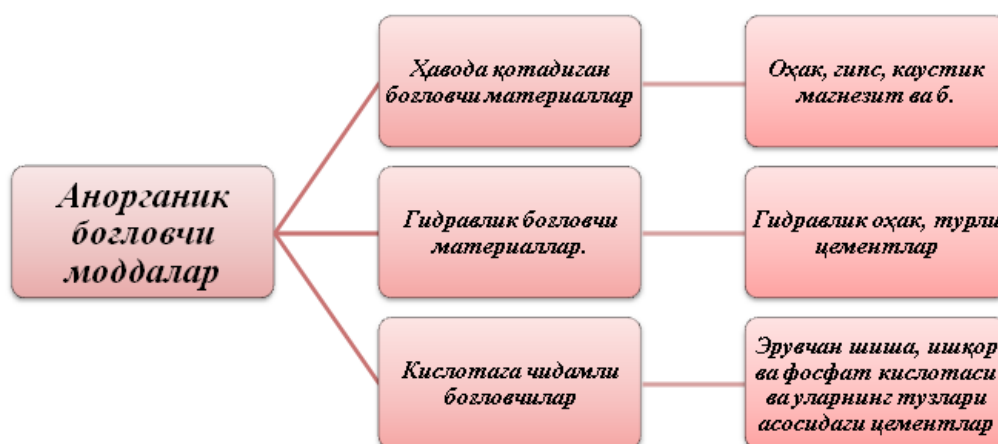 Анорганик
боғловчи
моддалар
Ҳавода қотадиган
боғловчи материаллар
Оҳак, гипс, каустик
магнезит ва б.
Гидравлик боғловчи
материаллар.
Гидравлик оҳак, турли
цементлар
Кислотага чидамли
боғловчилар
Эрувчан шиша, ишқор
ва фосфат кислотаси
ва уларнинг тузлари
асосидаги цементлар